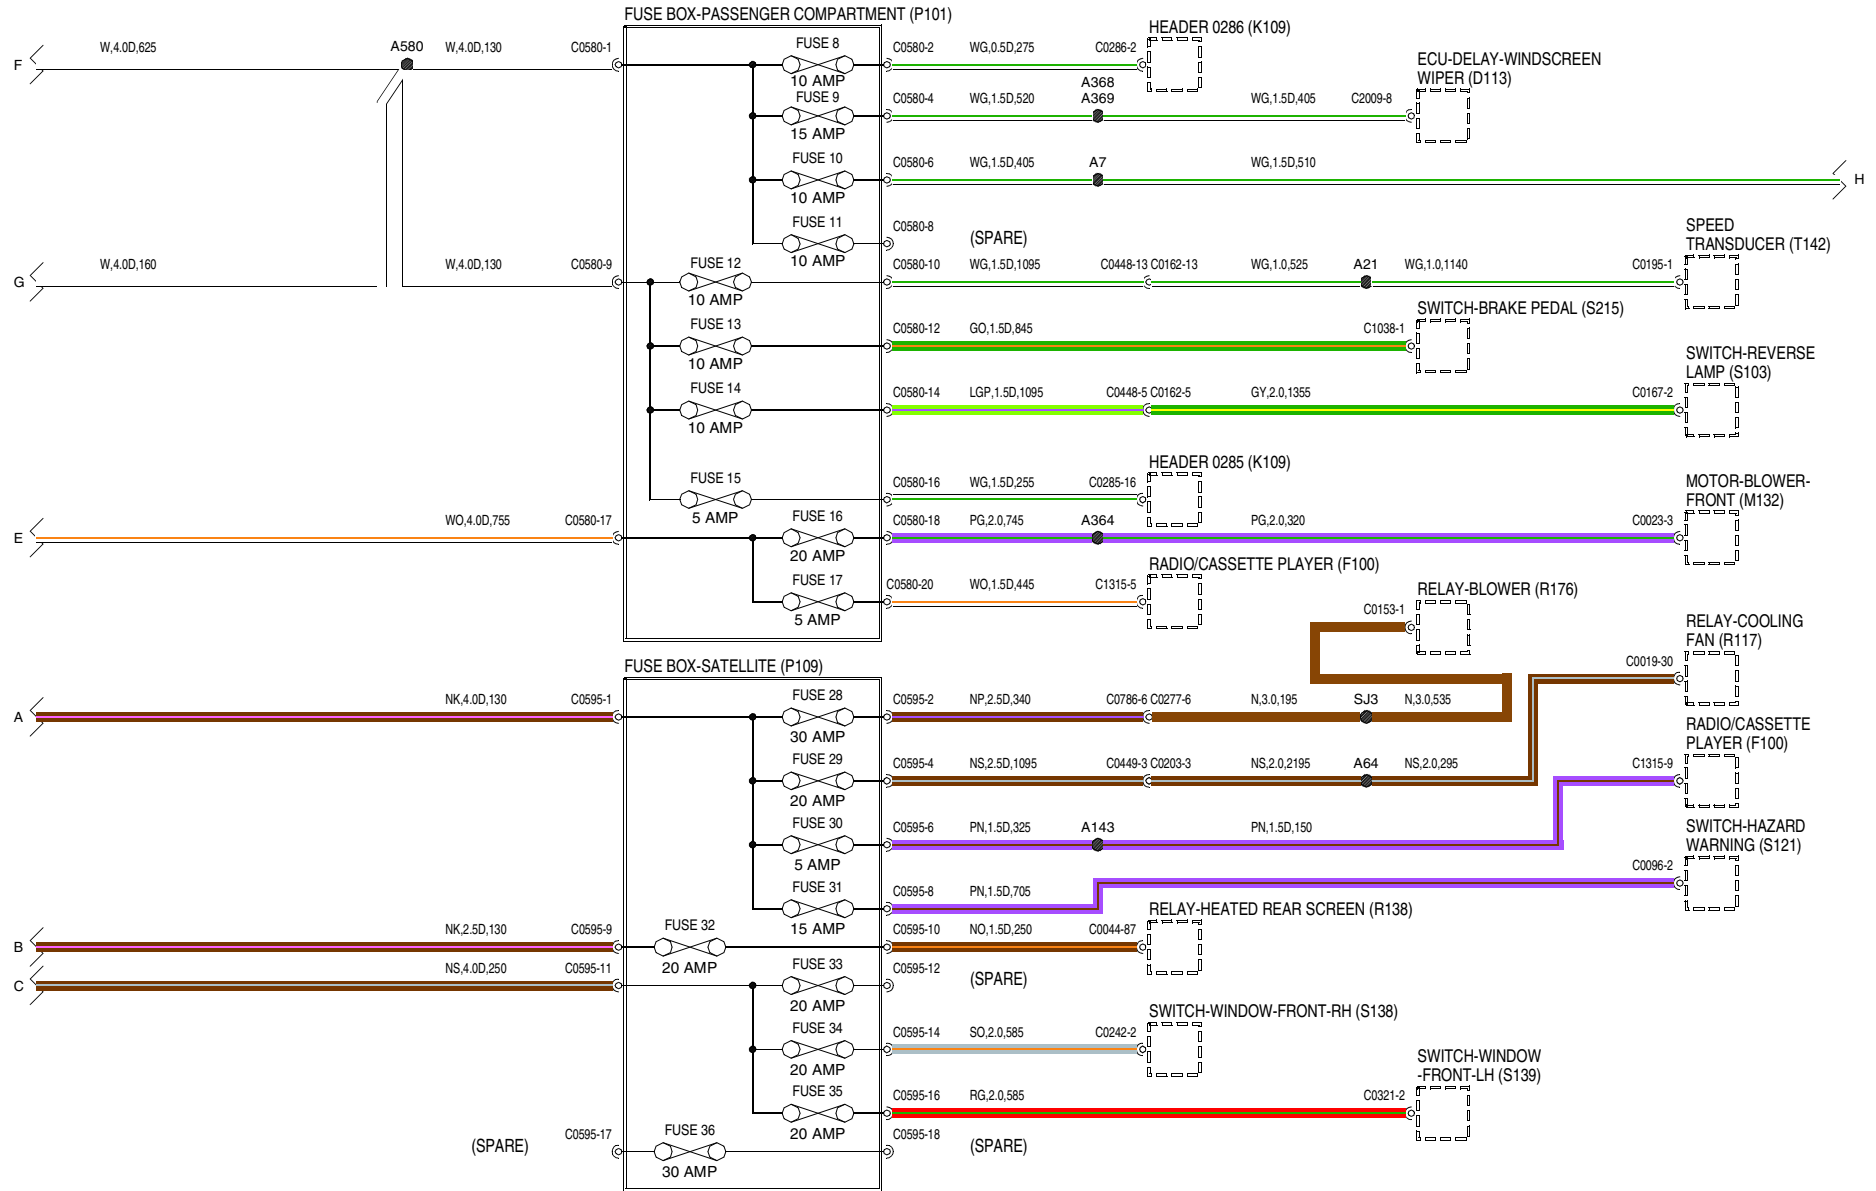 FUSE BOX-PASSENGER COMPARTMENT (P101)
HEADER 0286 (K109)
F
W,4.0D,625
A580
W,4.0D,130
C0580-1
FUSE 8
10 AMP
C0580-2
WG,0.5D,275
C0286-2
ECU-DELAY-WINDSCREEN
WIPER (D113)
FUSE 9
15 AMP
C0580-4
WG,1.5D,520
A368
A369
WG,1.5D,405
C2009-8
FUSE 10
10 AMP
C0580-6
WG,1.5D,405
A7
WG,1.5D,510
H
FUSE 11
10 AMP
C0580-8
(SPARE)
SPEED
TRANSDUCER (T142)
G
W,4.0D,160
W,4.0D,130
C0580-9
FUSE 12
10 AMP
C0580-10
WG,1.5D,1095
C0448-13 C0162-13
WG,1.0,525
A21
WG,1.0,1140
C0195-1
SWITCH-BRAKE PEDAL (S215)
FUSE 13
10 AMP
C0580-12
GO,1.5D,845
C1038-1
SWITCH-REVERSE
LAMP (S103)
FUSE 14
10 AMP
C0580-14
LGP,1.5D,1095
C0448-5 C0162-5
GY,2.0,1355
C0167-2
HEADER 0285 (K109)
FUSE 15
5 AMP
C0580-16
WG,1.5D,255
C0285-16
MOTOR-BLOWER-
FRONT (M132)
E
WO,4.0D,755
C0580-17
FUSE 16
20 AMP
C0580-18
PG,2.0,745
A364
PG,2.0,320
C0023-3
RADIO/CASSETTE PLAYER (F100)
FUSE 17
5 AMP
C0580-20
WO,1.5D,445
C1315-5
RELAY-BLOWER (R176)
C0153-1
RELAY-COOLING
FAN (R117)
C0019-30
FUSE BOX-SATELLITE (P109)
A
NK,4.0D,130
C0595-1
FUSE 28
30 AMP
C0595-2
NP,2.5D,340
C0786-6 C0277-6
N,3.0,195
SJ3
N,3.0,535
RADIO/CASSETTE
PLAYER (F100)
C1315-9
FUSE 29
20 AMP
C0595-4
NS,2.5D,1095
C0449-3 C0203-3
NS,2.0,2195
A64
NS,2.0,295
FUSE 30
5 AMP
C0595-6
PN,1.5D,325
A143
PN,1.5D,150
SWITCH-HAZARD
WARNING (S121)
C0096-2
FUSE 31
15 AMP
C0595-8
PN,1.5D,705
RELAY-HEATED REAR SCREEN (R138)
B
NK,2.5D,130
C0595-9
FUSE 32
20 AMP
C0595-10
NO,1.5D,250
C0044-87
C
NS,4.0D,250
C0595-11
FUSE 33
20 AMP
C0595-12
(SPARE)
SWITCH-WINDOW-FRONT-RH (S138)
FUSE 34
20 AMP
C0595-14
SO,2.0,585
C0242-2
SWITCH-WINDOW
-FRONT-LH (S139)
FUSE 35
20 AMP
C0595-16
RG,2.0,585
C0321-2
(SPARE)
C0595-17
FUSE 36
30 AMP
C0595-18
(SPARE)